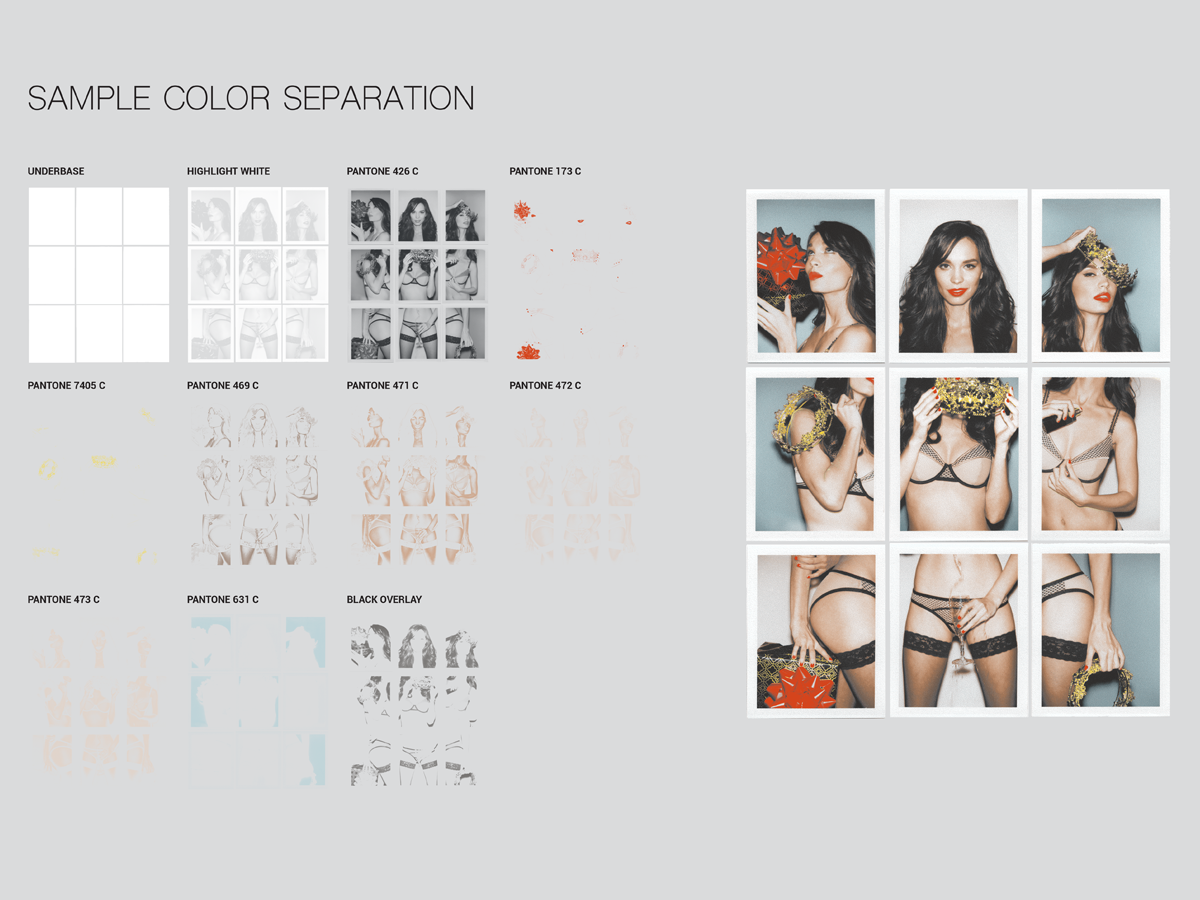 SAMPLE COLOR SEPARATION
UNDERBASE
HIGHLIGHT WHITE
PANTONE 426 C
PANTONE 173 C
PANTONE 7405 C
PANTONE 469 C
PANTONE 471 C
PANTONE 472 C
PANTONE 473 C
PANTONE 631 C
BLACK OVERLAY